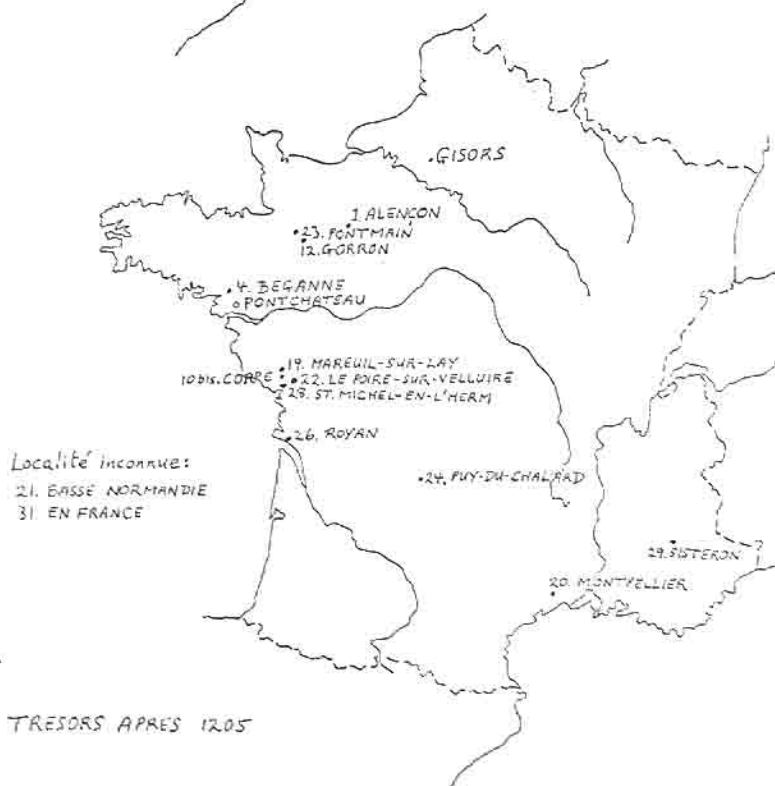 GISORS
1. ALENÇON
23. PONTMAIN
12. GORRON
4. BEGANNE
PONTCHATEAU
19. MAREUIL-SUR-LAY
10bis. CORPE
22. LE POIRE-SUR-VELLUIRE
28. ST. MICHEL-EN-L'HERM
26. ROYAN
Localité inconnue:
21. BASSE NORMANDIE
31 EN FRANCE
24. PUY-DU-CHALARD
29. SISTERON
20. MONTPELLIER
TRESORS APRES 1205